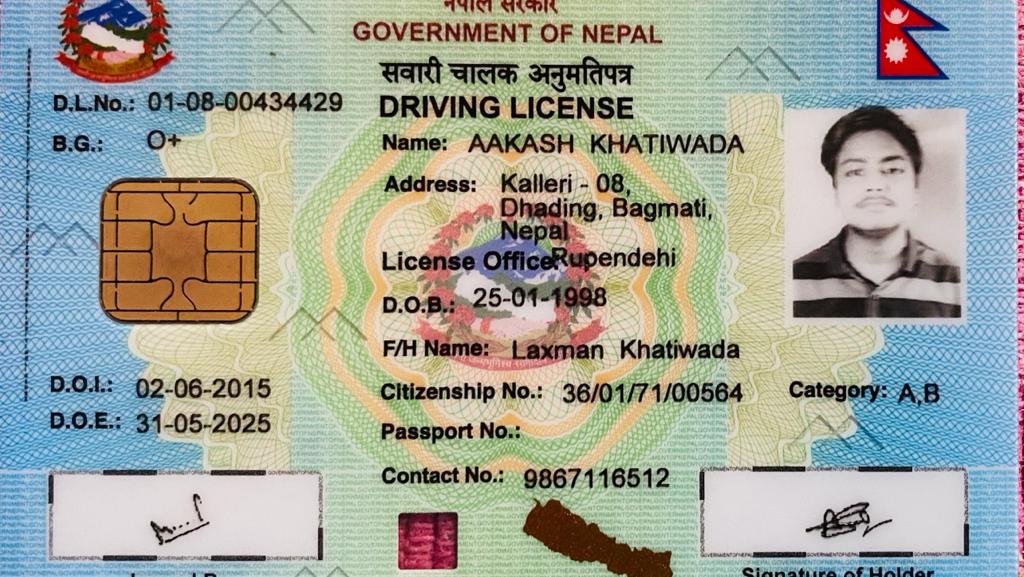 नेपाल सरकार
GOVERNMENT OF NEPAL
सवारी चालक अनुमतिपत्र
DRIVING LICENSE
D.L.No.: 01-08-00434429
B.G.: O+
Name: AAKASH KHATIWADA
Address: Kalleri - 08,
Dhading, Bagmati,
Nepal
License Office: Rupendehi
D.O.B.: 25-01-1998
F/H Name: Laxman Khatiwada
D.O.I.: 02-06-2015
Citizenship No.: 36/01/71/00564
Category: A,B
D.O.E.: 31-05-2025
Passport No.:
Contact No.: 9867116512
Signature of Holder